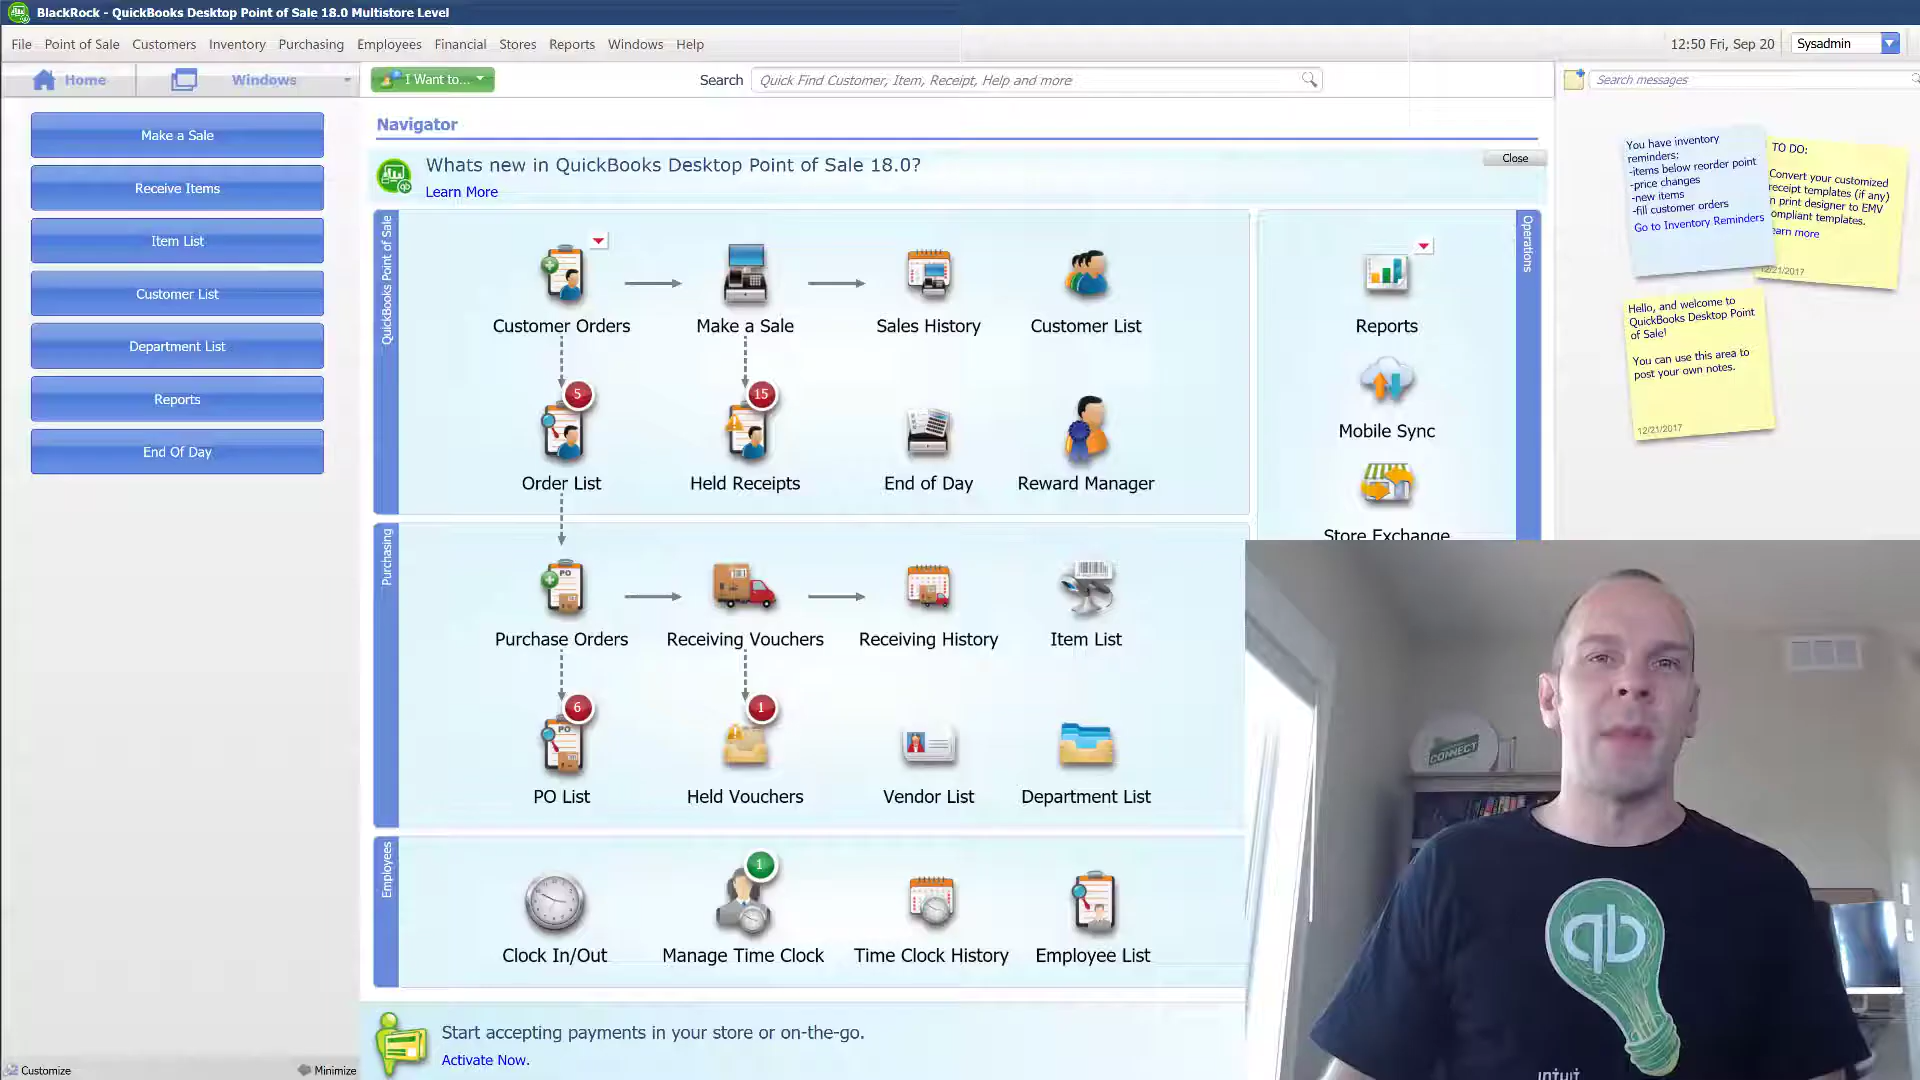 BlackRock - QuickBooks Desktop Point of Sale 18.0 Multistore Level
File Point of Sale Customers Inventory Purchasing Employees Financial Stores Reports Windows Help
12:50 Fri, Sep 20
Sysadmin
Home
Windows
I Want to...
Search
Quick Find Customer, Item, Receipt, Help and more
Search messages
Make a Sale
Receive Items
Item List
Customer List
Department List
Reports
End Of Day
Customize
Minimize
Navigator
Whats new in QuickBooks Desktop Point of Sale 18.0?
Learn More
Close
QuickBooks Point of Sale
Customer Orders
Make a Sale
Sales History
Customer List
5
15
Order List
Held Receipts
End of Day
Reward Manager
Purchasing
PO
Purchase Orders
Receiving Vouchers
Receiving History
Item List
6
1
PO
PO List
Held Vouchers
Vendor List
Department List
Employees
1
Clock In/Out
Manage Time Clock
Time Clock History
Employee List
Operations
Reports
Mobile Sync
Store Exchange
Start accepting payments in your store or on-the-go.
Activate Now.
You have inventory
reminders:
-items below reorder point
-price changes
-new items
-fill customer orders
Go to Inventory Reminders
TO DO:
Convert your customized
receipt templates (if any)
n print designer to EMV
ompliant templates.
earn more
12/21/2017
Hello, and welcome to
QuickBooks Desktop Point
of Sale!
You can use this area to
post your own notes.
12/21/2017
CONNECT
qb
intuit